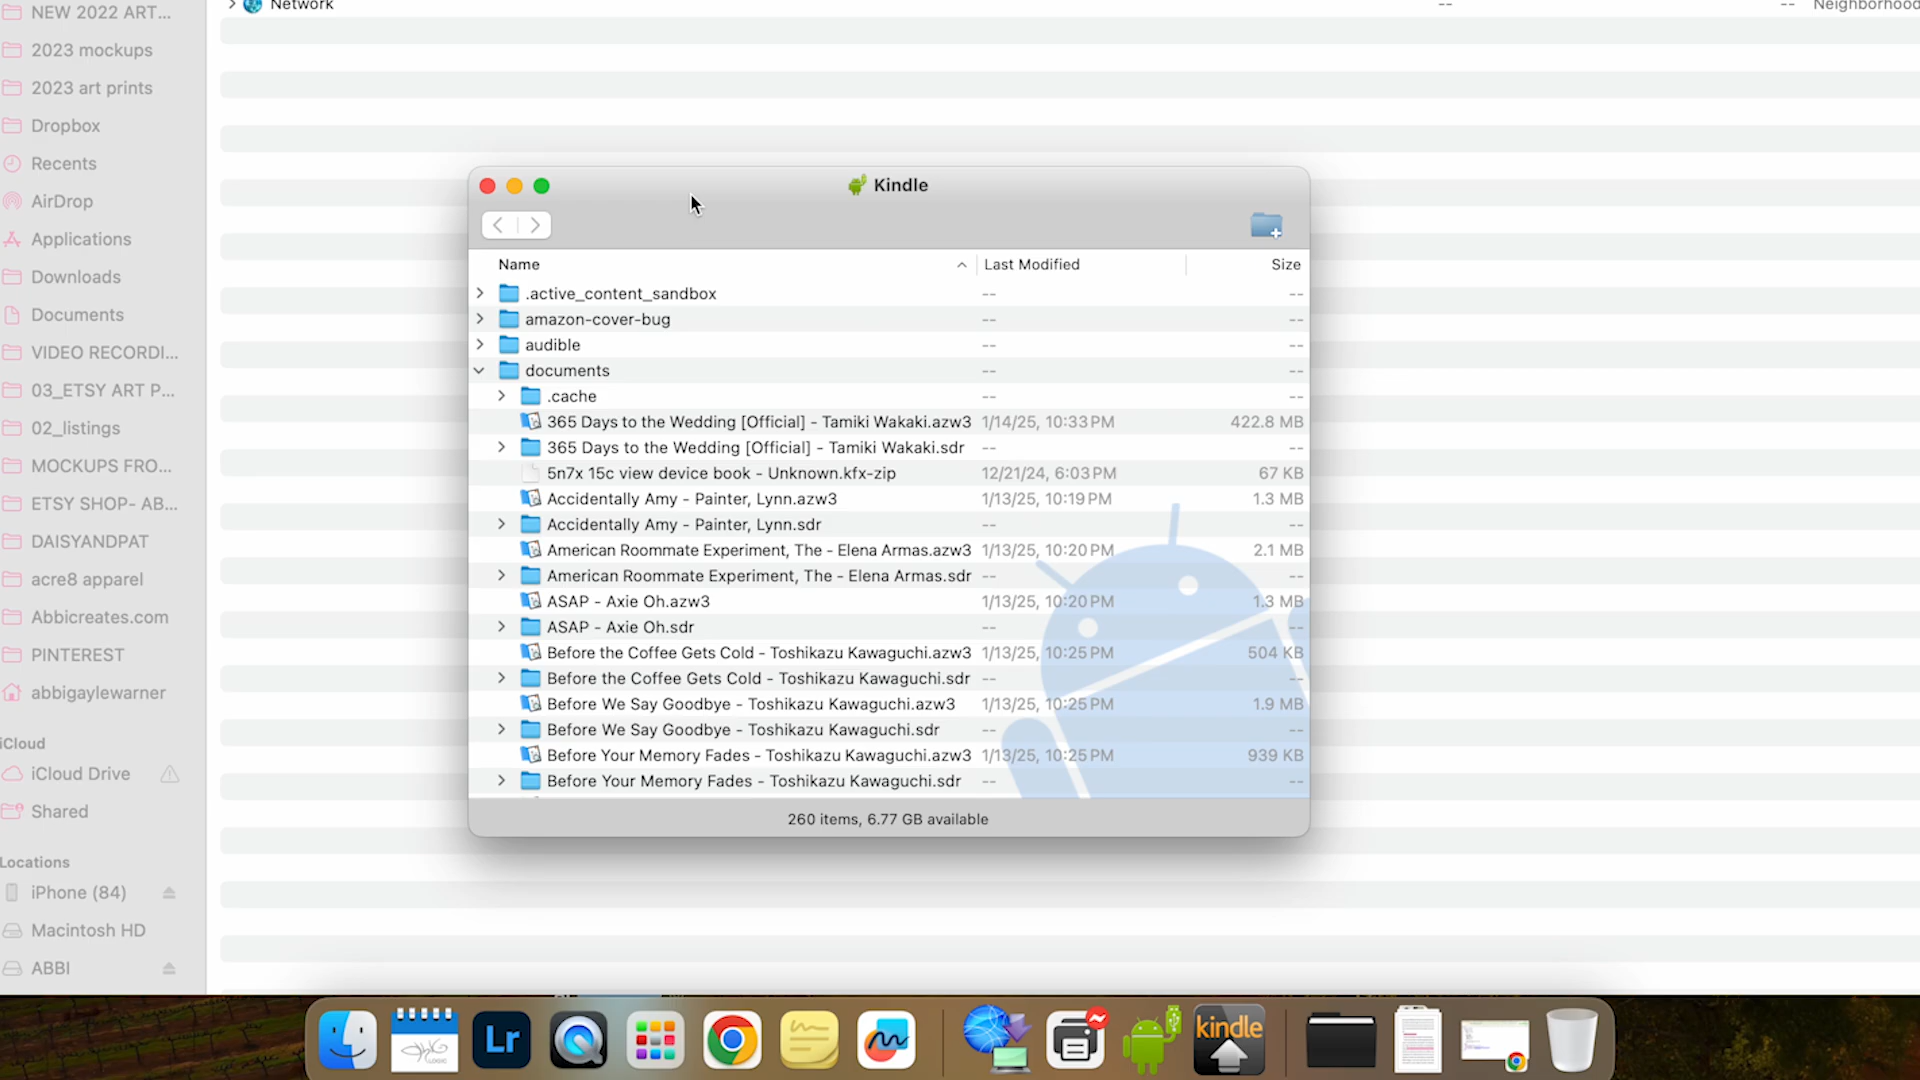 NEW 2022 ART...
2023 mockups
2023 art prints
Dropbox
Recents
AirDrop
Applications
Downloads
Documents
VIDEO RECORDI...
03_ETSY ART P...
02_listings
MOCKUPS FRO...
ETSY SHOP- AB...
DAISYANDPAT
acre8 apparel
Abbicreates.com
PINTEREST
abbigaylewarner
iCloud
iCloud Drive
Shared
Locations
iPhone (84)
Macintosh HD
ABBI
Network -- -- Neighborhood
Kindle
Name Last Modified Size
.active_content_sandbox -- --
amazon-cover-bug -- --
audible -- --
documents -- --
.cache -- --
365 Days to the Wedding [Official] - Tamiki Wakaki.azw3 1/14/25, 10:33 PM 422.8 MB
365 Days to the Wedding [Official] - Tamiki Wakaki.sdr -- --
5n7x 15c view device book - Unknown.kfx-zip 12/21/24, 6:03 PM 67 KB
Accidentally Amy - Painter, Lynn.azw3 1/13/25, 10:19 PM 1.3 MB
Accidentally Amy - Painter, Lynn.sdr -- --
American Roommate Experiment, The - Elena Armas.azw3 1/13/25, 10:20 PM 2.1 MB
American Roommate Experiment, The - Elena Armas.sdr -- --
ASAP - Axie Oh.azw3 1/13/25, 10:20 PM 1.3 MB
ASAP - Axie Oh.sdr -- --
Before the Coffee Gets Cold - Toshikazu Kawaguchi.azw3 1/13/25, 10:25 PM 504 KB
Before the Coffee Gets Cold - Toshikazu Kawaguchi.sdr -- --
Before We Say Goodbye - Toshikazu Kawaguchi.azw3 1/13/25, 10:25 PM 1.9 MB
Before We Say Goodbye - Toshikazu Kawaguchi.sdr -- --
Before Your Memory Fades - Toshikazu Kawaguchi.azw3 1/13/25, 10:25 PM 939 KB
Before Your Memory Fades - Toshikazu Kawaguchi.sdr -- --
260 items, 6.77 GB available
Lr
kindle